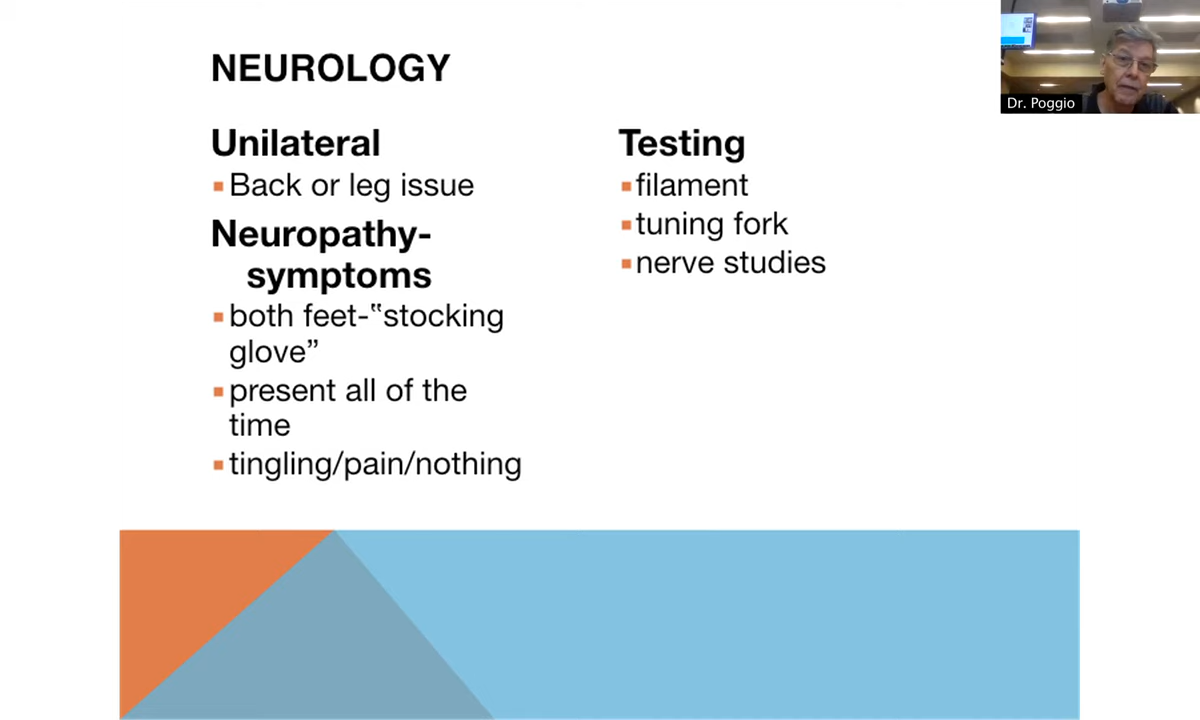 NEUROLOGY
Unilateral
▪Back or leg issue
Neuropathy-
symptoms
▪both feet-‟stocking
glove”
▪present all of the
time
▪tingling/pain/nothing
Testing
▪filament
▪tuning fork
▪nerve studies
Dr. Poggio